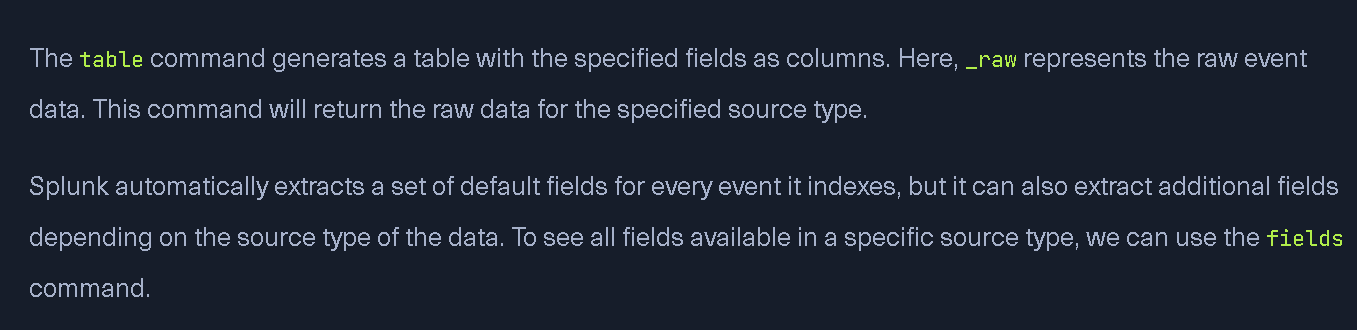 The table command generates a table with the specified fields as columns. Here, _raw represents the raw event
data. This command will return the raw data for the specified source type.
Splunk automatically extracts a set of default fields for every event it indexes, but it can also extract additional fields
depending on the source type of the data. To see all fields available in a specific source type, we can use the fields
command.